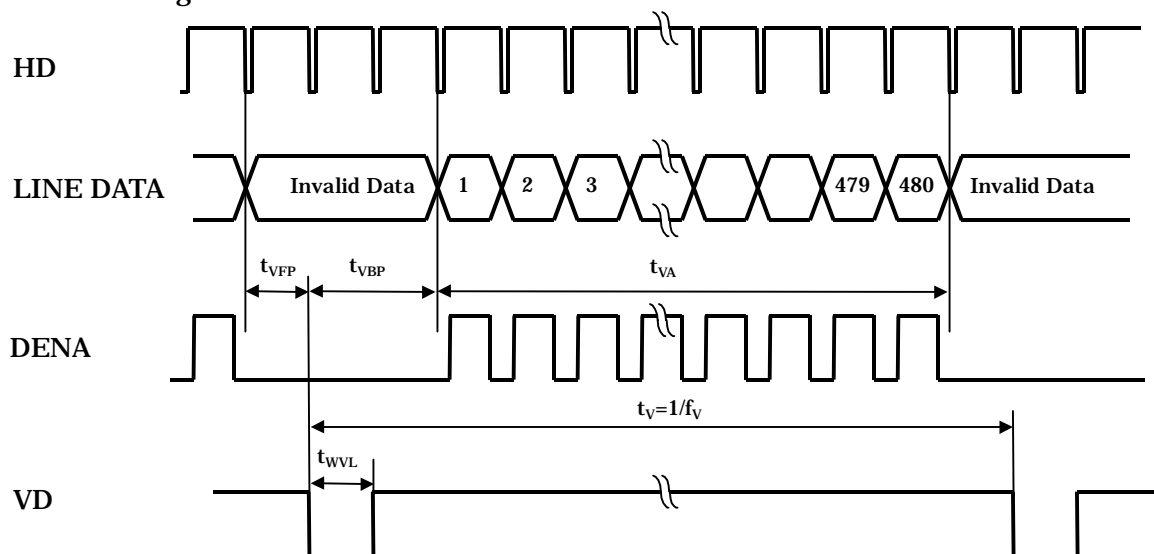 HD
LINE DATA
Invalid Data 1 2 3 479 480 Invalid Data
tVFP tVBP tVA
DENA
tV=1/fV
tWVL
VD